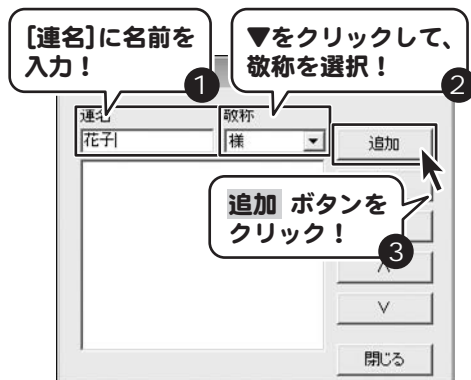 [連名]に名前を
入力！
1
▼をクリックして、
敬称を選択！
2
連名
敬称
花子
様
追加
追加 ボタンを
クリック！
3
∧
∨
閉じる